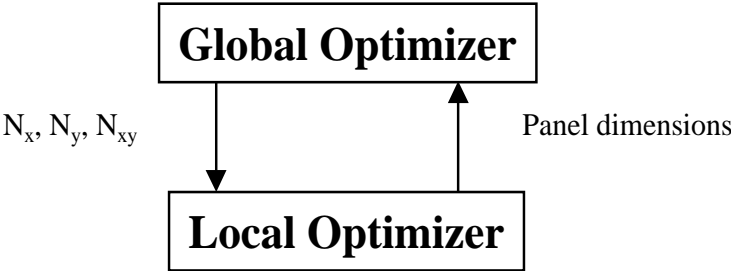 Global Optimizer
Nx, Ny, Nxy
Panel dimensions
Local Optimizer